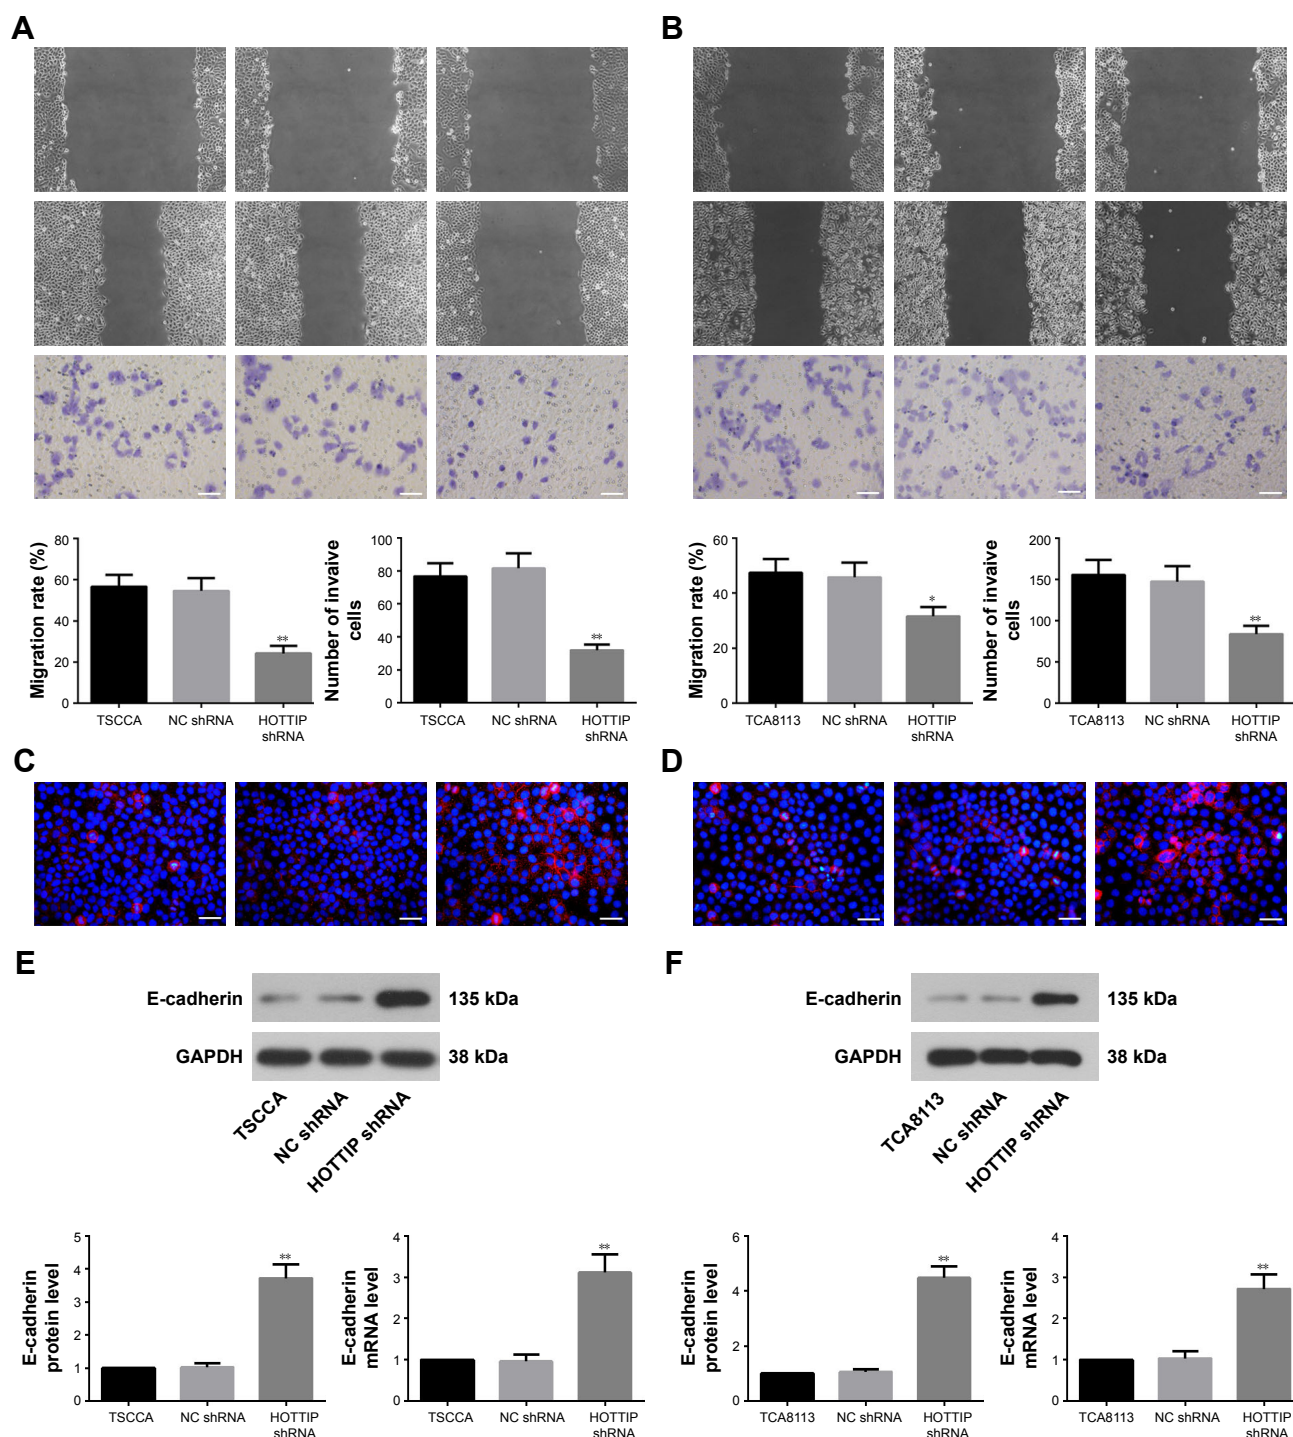 A
B
80
60
40
20
0
Migration rate (%)
**
TSCCA
NC shRNA
HOTTIP
shRNA
100
80
60
40
20
0
Number of invaive
cells
**
TSCCA
NC shRNA
HOTTIP
shRNA
60
40
20
0
Migration rate (%)
*
TCA8113
NC shRNA
HOTTIP
shRNA
200
150
100
50
0
Number of invaive
cells
**
TCA8113
NC shRNA
HOTTIP
shRNA
C
D
E
E-cadherin
135 kDa
GAPDH
38 kDa
TSCCA
NC shRNA
HOTTIP shRNA
F
E-cadherin
135 kDa
GAPDH
38 kDa
TCA8113
NC shRNA
HOTTIP shRNA
5
4
3
2
1
0
E-cadherin
protein level
**
TSCCA
NC shRNA
HOTTIP
shRNA
4
3
2
1
0
E-cadherin
mRNA level
**
TSCCA
NC shRNA
HOTTIP
shRNA
6
4
2
0
E-cadherin
protein level
**
TCA8113
NC shRNA
HOTTIP
shRNA
4
3
2
1
0
E-cadherin
mRNA level
**
TCA8113
NC shRNA
HOTTIP
shRNA